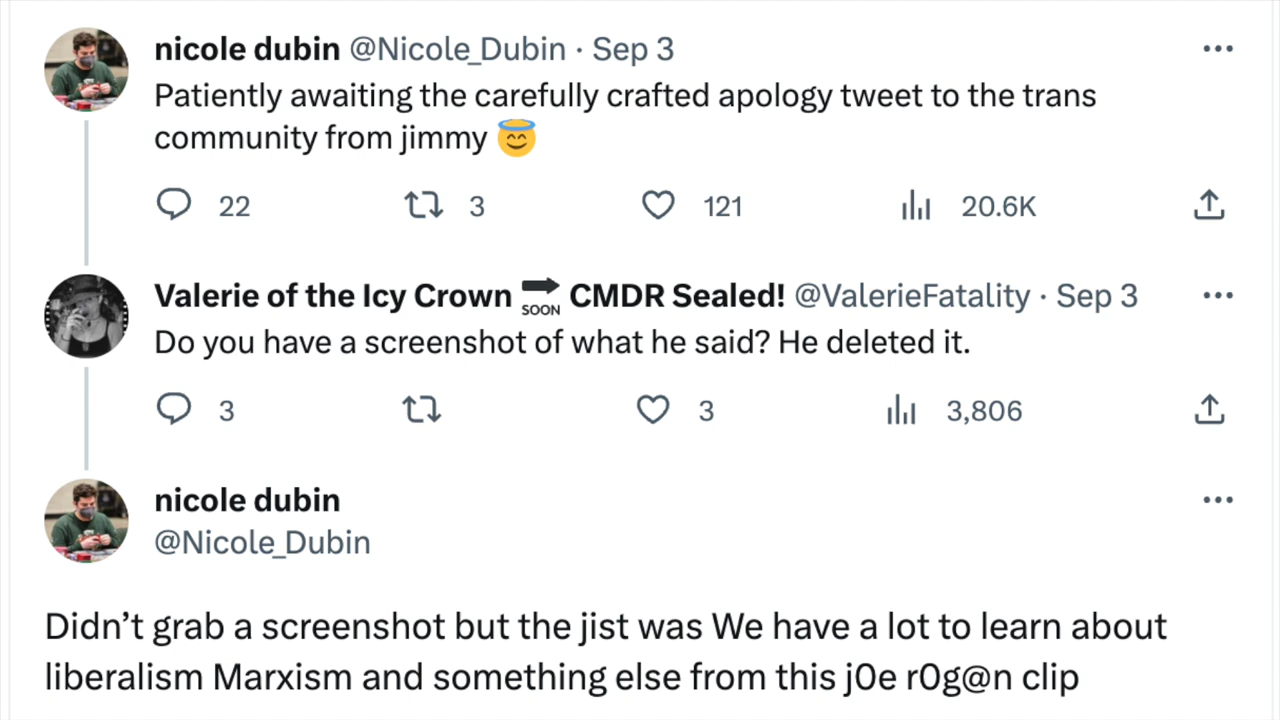 nicole dubin @Nicole_Dubin · Sep 3
Patiently awaiting the carefully crafted apology tweet to the trans
community from jimmy 😇
22 3 121 20.6K
Valerie of the Icy Crown 🔜 CMDR Sealed! @ValerieFatality · Sep 3
Do you have a screenshot of what he said? He deleted it.
3 3 3,806
nicole dubin
@Nicole_Dubin
Didn’t grab a screenshot but the jist was We have a lot to learn about
liberalism Marxism and something else from this j0e r0g@n clip